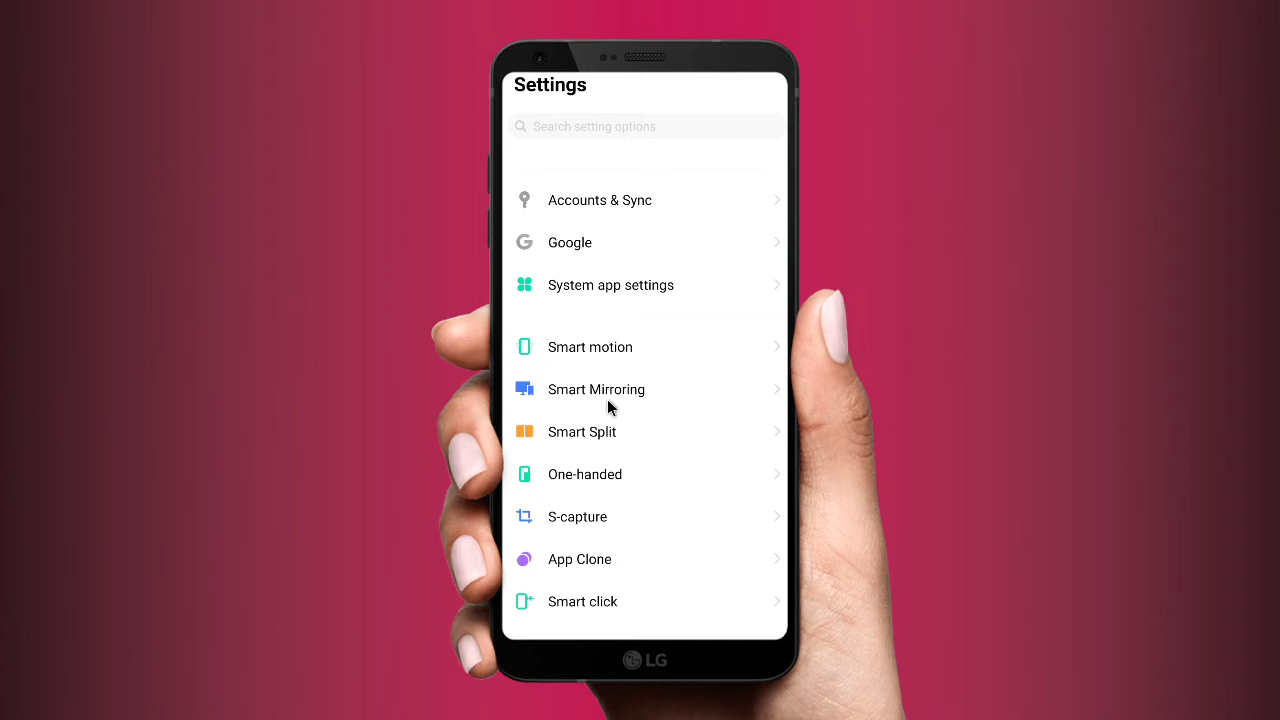 Settings
Search setting options
Accounts & Sync
Google
System app settings
Smart motion
Smart Mirroring
Smart Split
One-handed
S-capture
App Clone
Smart click
LG